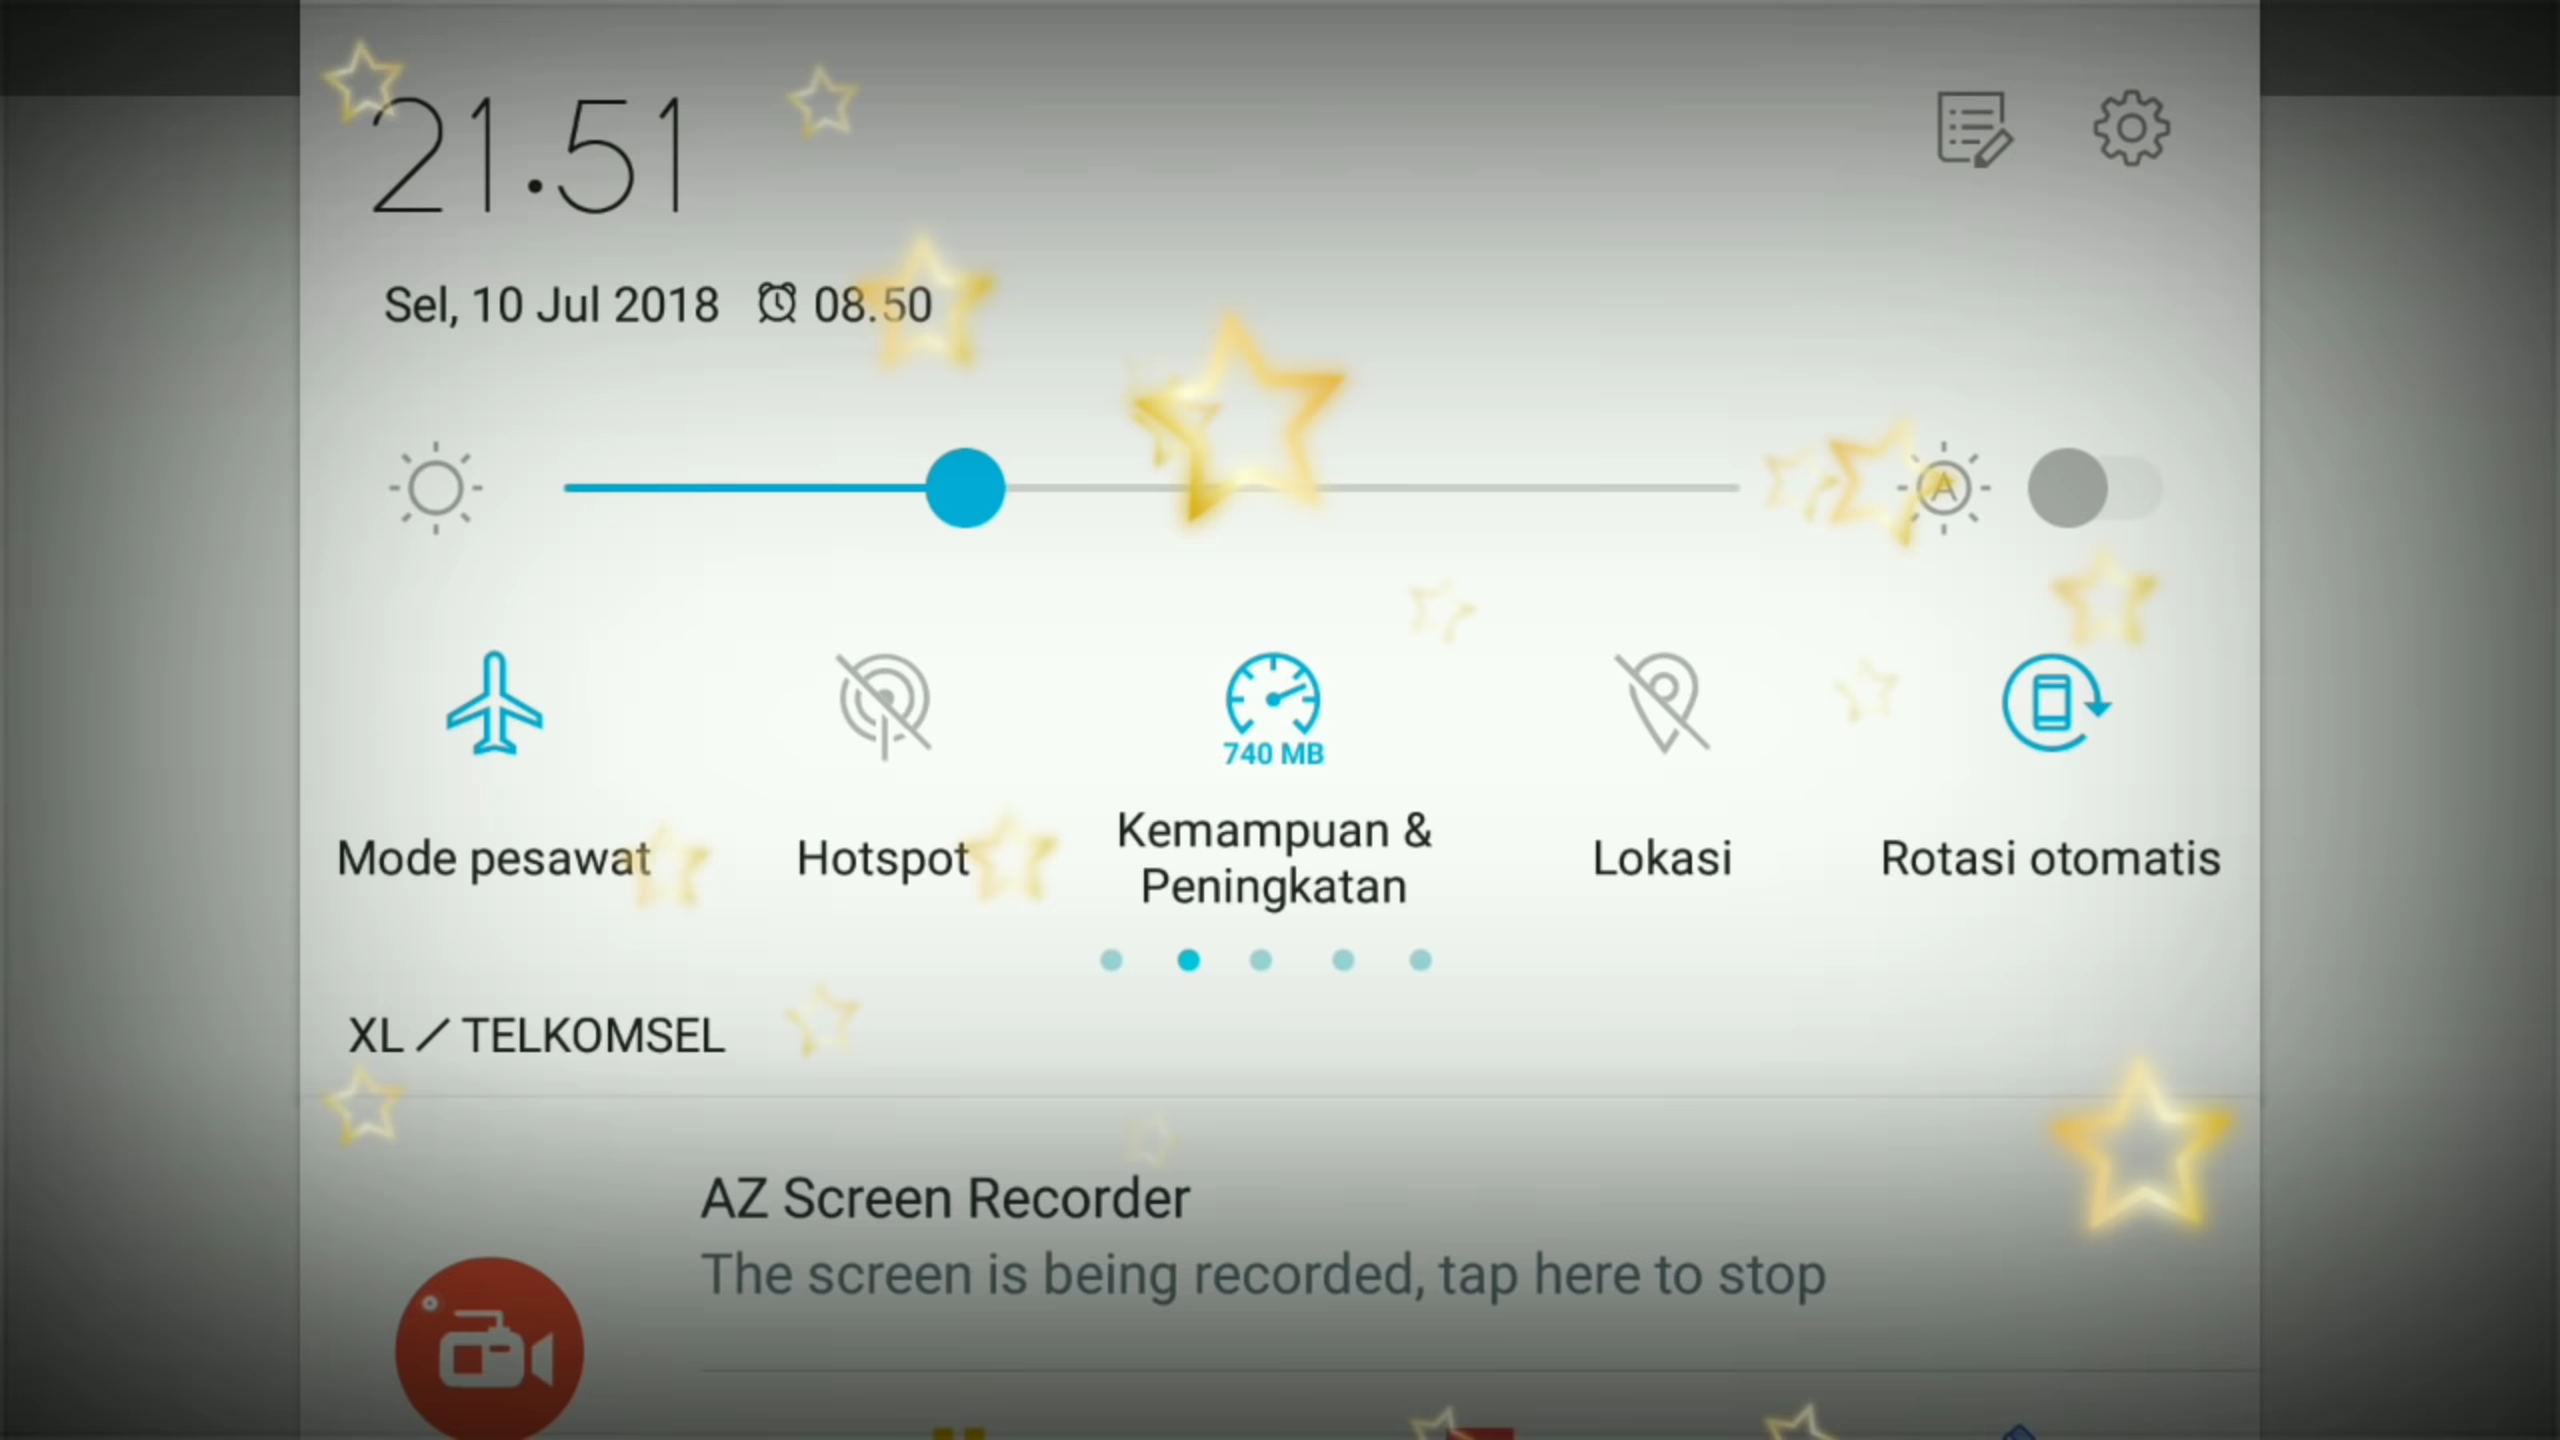 21.51
Sel, 10 Jul 2018 08.50
A
740 MB
Mode pesawat
Hotspot
Kemampuan &
Peningkatan
Lokasi
Rotasi otomatis
XL / TELKOMSEL
AZ Screen Recorder
The screen is being recorded, tap here to stop